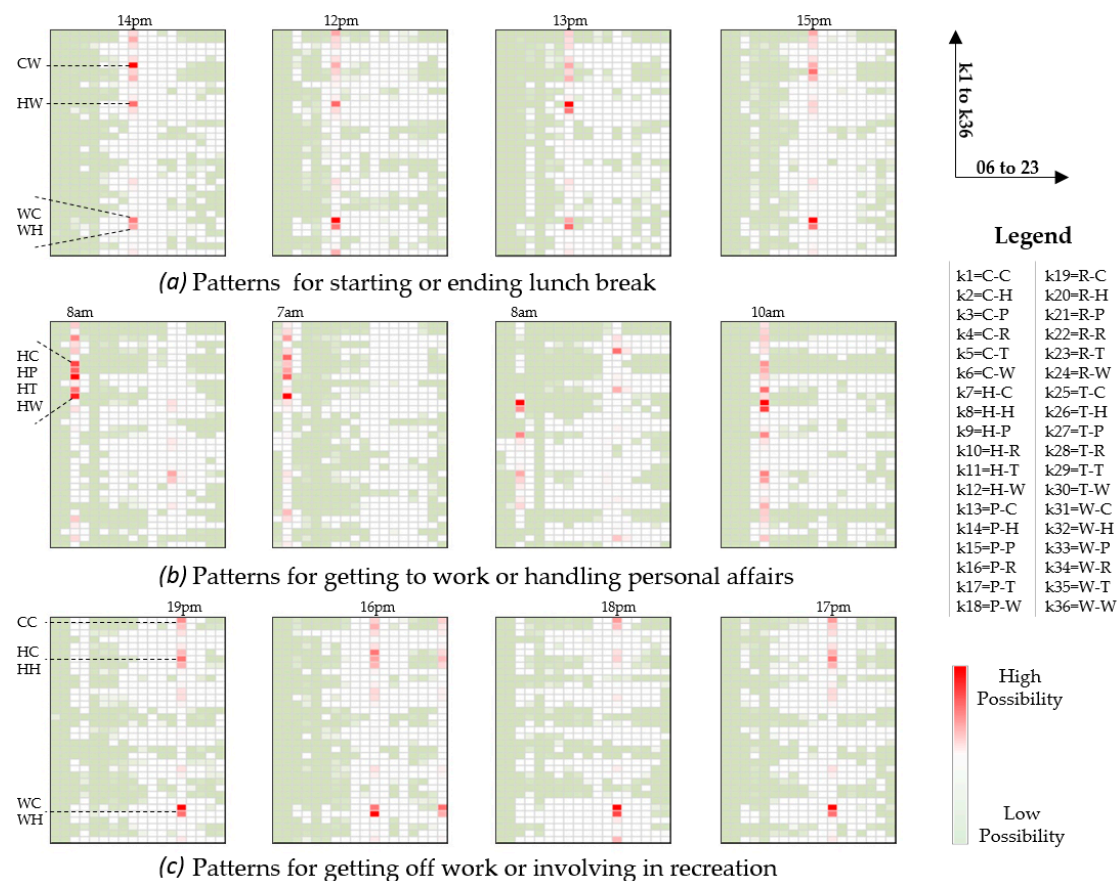 14pm
12pm
13pm
15pm
CW
HW
WC
WH
k1 to k36
06 to 23
(a) Patterns for starting or ending lunch break
8am
7am
8am
10am
HC
HP
HT
HW
(b) Patterns for getting to work or handling personal affairs
19pm
16pm
18pm
17pm
CC
HC
HH
WC
WH
(c) Patterns for getting off work or involving in recreation
Legend
k1=C-C
k2=C-H
k3=C-P
k4=C-R
k5=C-T
k6=C-W
k7=H-C
k8=H-H
k9=H-P
k10=H-R
k11=H-T
k12=H-W
k13=P-C
k14=P-H
k15=P-P
k16=P-R
k17=P-T
k18=P-W
k19=R-C
k20=R-H
k21=R-P
k22=R-R
k23=R-T
k24=R-W
k25=T-C
k26=T-H
k27=T-P
k28=T-R
k29=T-T
k30=T-W
k31=W-C
k32=W-H
k33=W-P
k34=W-R
k35=W-T
k36=W-W
High
Possibility
Low
Possibility